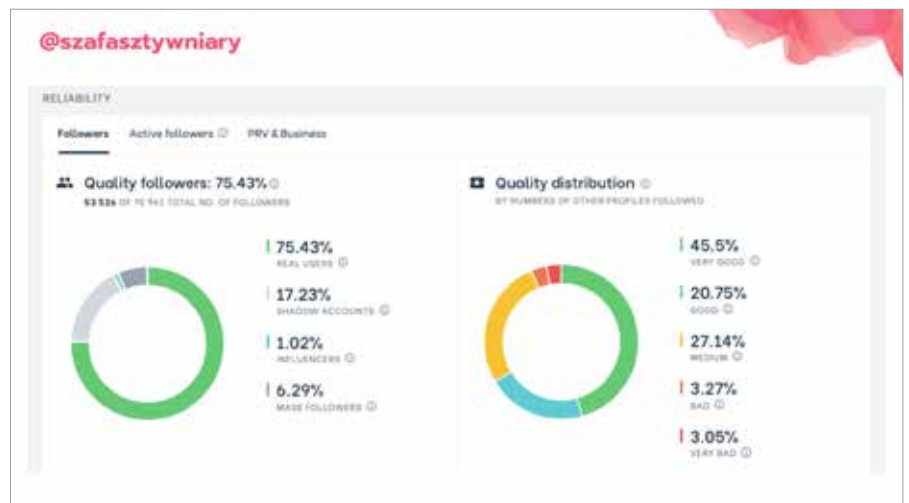 @szafasztywniary
RELIABILITY
Followers Active followers PRV & Business
Quality followers: 75.43%
53 526 OF TOTAL NO. OF FOLLOWERS
75.43%
REAL USERS
17.23%
SHADOW ACCOUNTS
1.02%
INFLUENCERS
6.29%
MASS FOLLOWERS
Quality distribution
BY NUMBERS OF OTHER PROFILES FOLLOWED
45.5%
VERY GOOD
20.75%
GOOD
27.14%
MEDIUM
3.27%
BAD
3.05%
VERY BAD